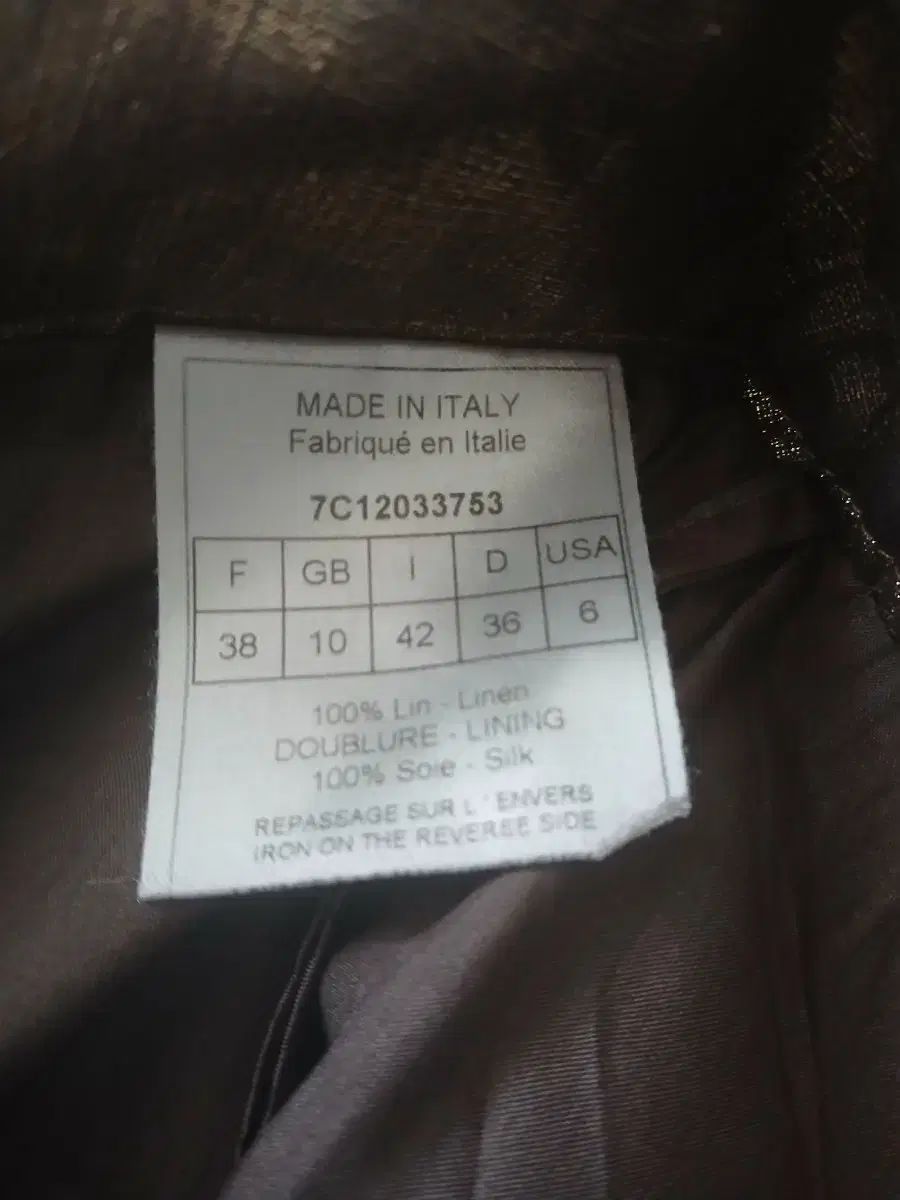 MADE IN ITALY
Fabriqué en Italie
7C12033753
F GB I D USA
38 10 42 36 6
100% Lin - Linen
DOUBLURE - LINING
100% Soie - Silk
REPASSAGE SUR L'ENVERS
IRON ON THE REVEREE SIDE